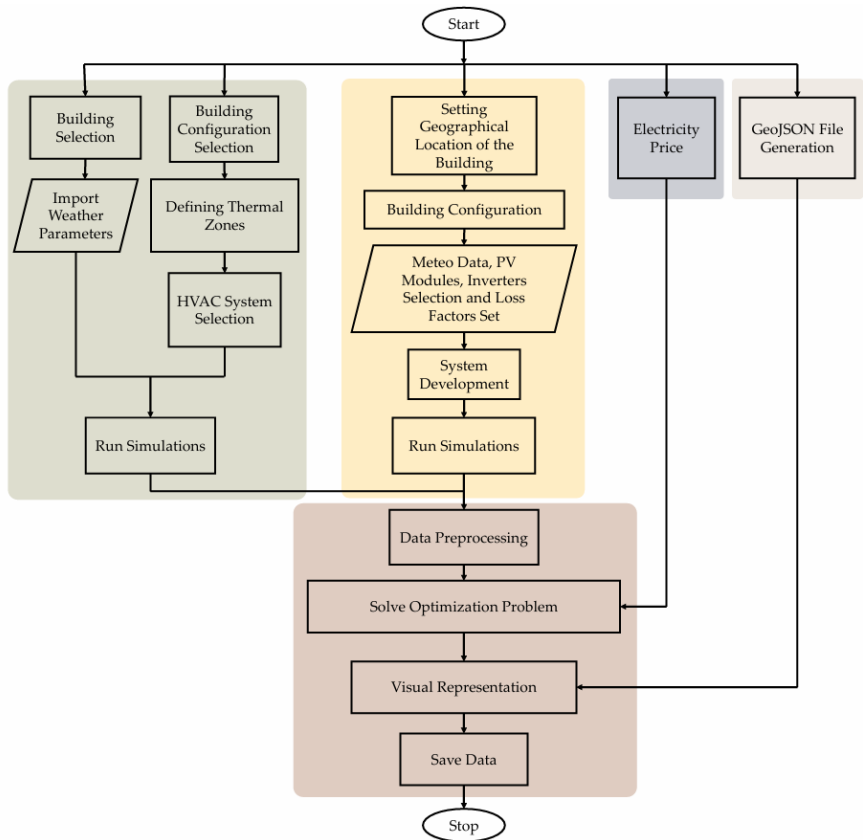 Start
Building
Selection
Building
Configuration
Selection
Setting
Geographical
Location of the
Building
Electricity
Price
GeoJSON File
Generation
Import
Weather
Parameters
Defining Thermal
Zones
Building Configuration
Meteo Data, PV
Modules, Inverters
Selection and Loss
Factors Set
HVAC System
Selection
System
Development
Run Simulations
Run Simulations
Data Preprocessing
Solve Optimization Problem
Visual Representation
Save Data
Stop